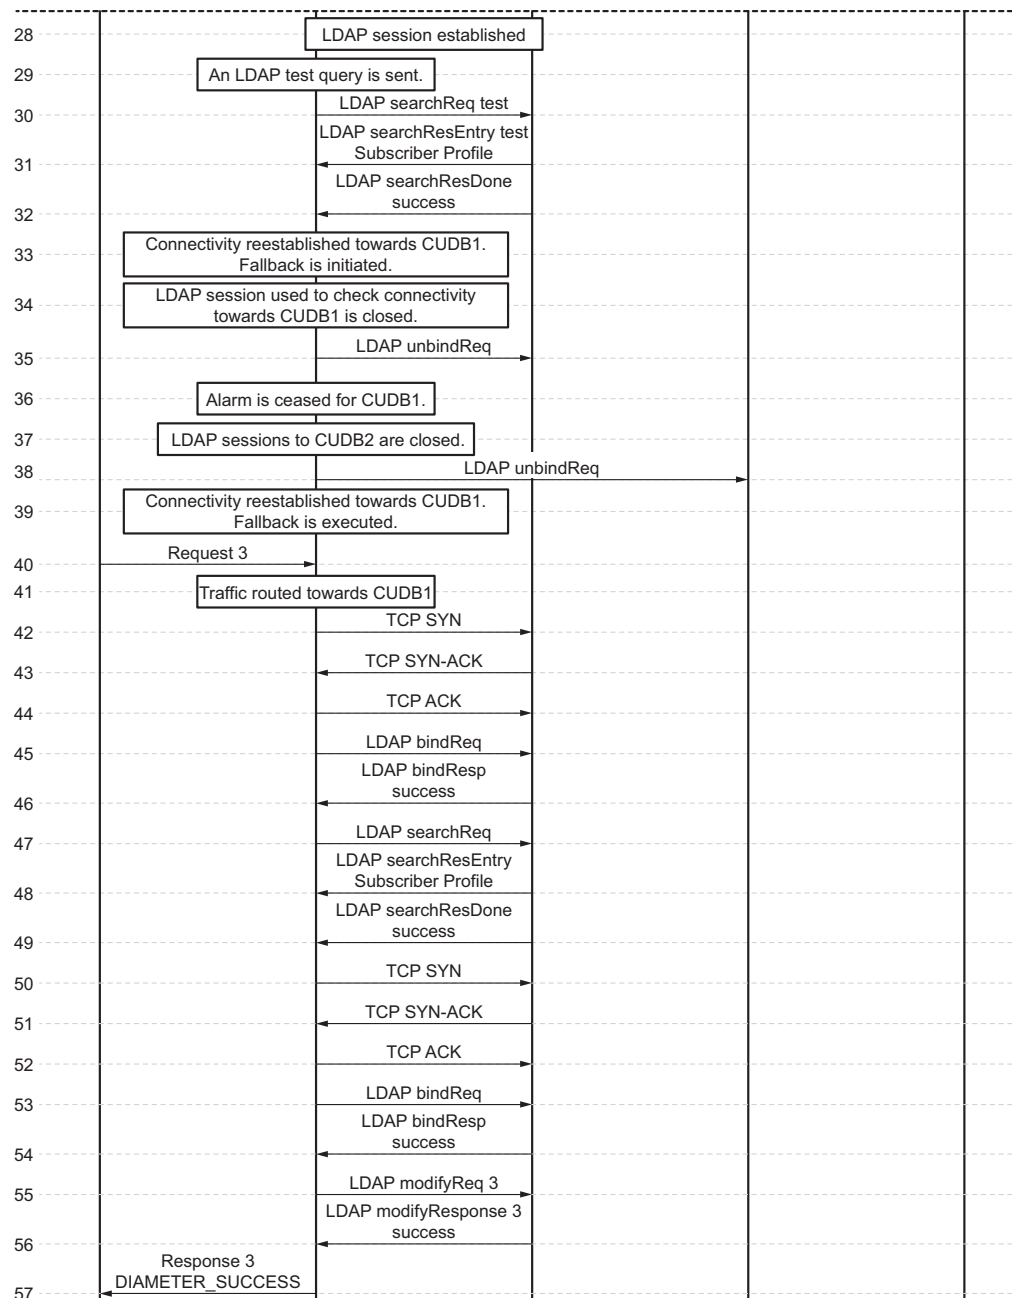 28
LDAP session established
29
An LDAP test query is sent.
30
LDAP searchReq test
LDAP searchResEntry test
Subscriber Profile
31
LDAP searchResDone
success
32
33
Connectivity reestablished towards CUDB1.
Fallback is initiated.
34
LDAP session used to check connectivity
towards CUDB1 is closed.
35
LDAP unbindReq
36
Alarm is ceased for CUDB1.
37
LDAP sessions to CUDB2 are closed.
38
LDAP unbindReq
39
Connectivity reestablished towards CUDB1.
Fallback is executed.
40
Request 3
41
Traffic routed towards CUDB1
42
TCP SYN
43
TCP SYN-ACK
44
TCP ACK
45
LDAP bindReq
LDAP bindResp
success
46
47
LDAP searchReq
LDAP searchResEntry
Subscriber Profile
48
LDAP searchResDone
success
49
50
TCP SYN
51
TCP SYN-ACK
52
TCP ACK
53
LDAP bindReq
LDAP bindResp
success
54
55
LDAP modifyReq 3
LDAP modifyResponse 3
success
56
Response 3
DIAMETER_SUCCESS
57